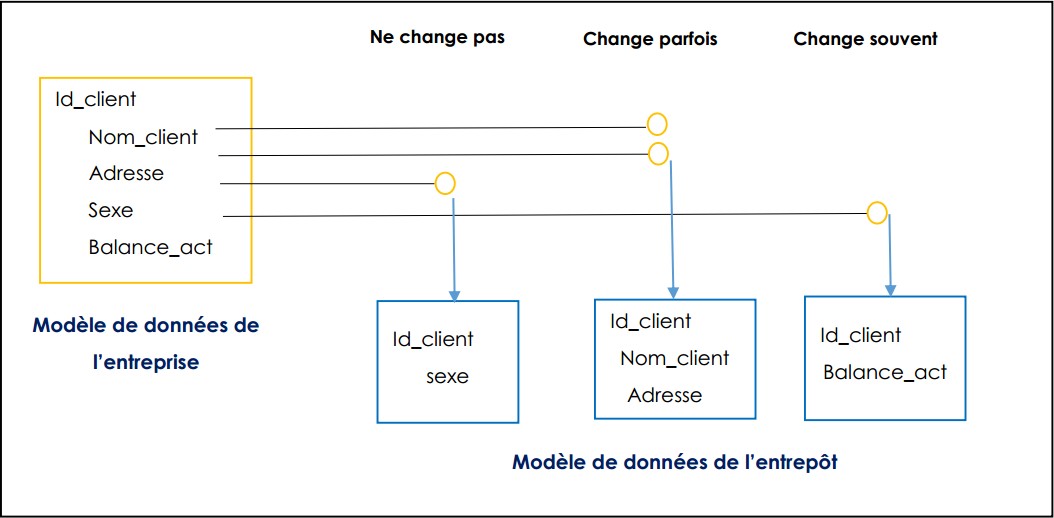 Ne change pas
Change parfois
Change souvent
Id_client
Nom_client
Adresse
Sexe
Balance_act
Modèle de données de
l’entreprise
Id_client
sexe
Id_client
Nom_client
Adresse
Id_client
Balance_act
Modèle de données de l’entrepôt